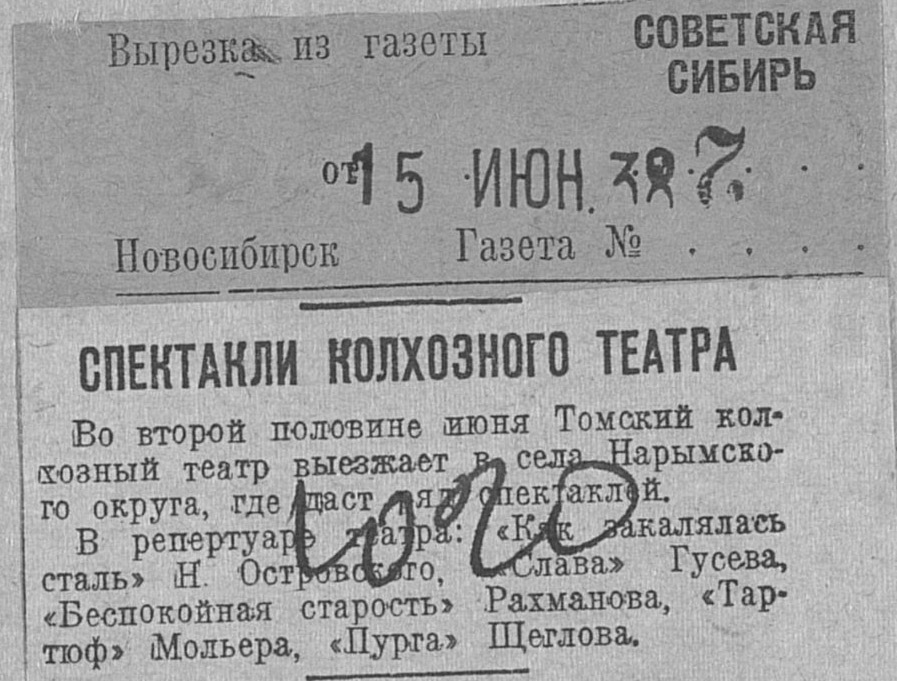 Вырезка из газеты СОВЕТСКАЯ
СИБИРЬ
от 15 ИЮН. 38 . . .
Новосибирск Газета № . . . .
СПЕКТАКЛИ КОЛХОЗНОГО ТЕАТРА
Во второй половине июня Томский кол-
хозный театр выезжает в села Нарымско-
го округа, где даст ряд спектаклей.
В репертуаре театра: «Как закалялась
сталь» Н. Островского, «Слава» Гусева,
«Беспокойная старость» Рахманова, «Тар-
тюф» Мольера, «Пурга» Щеглова.